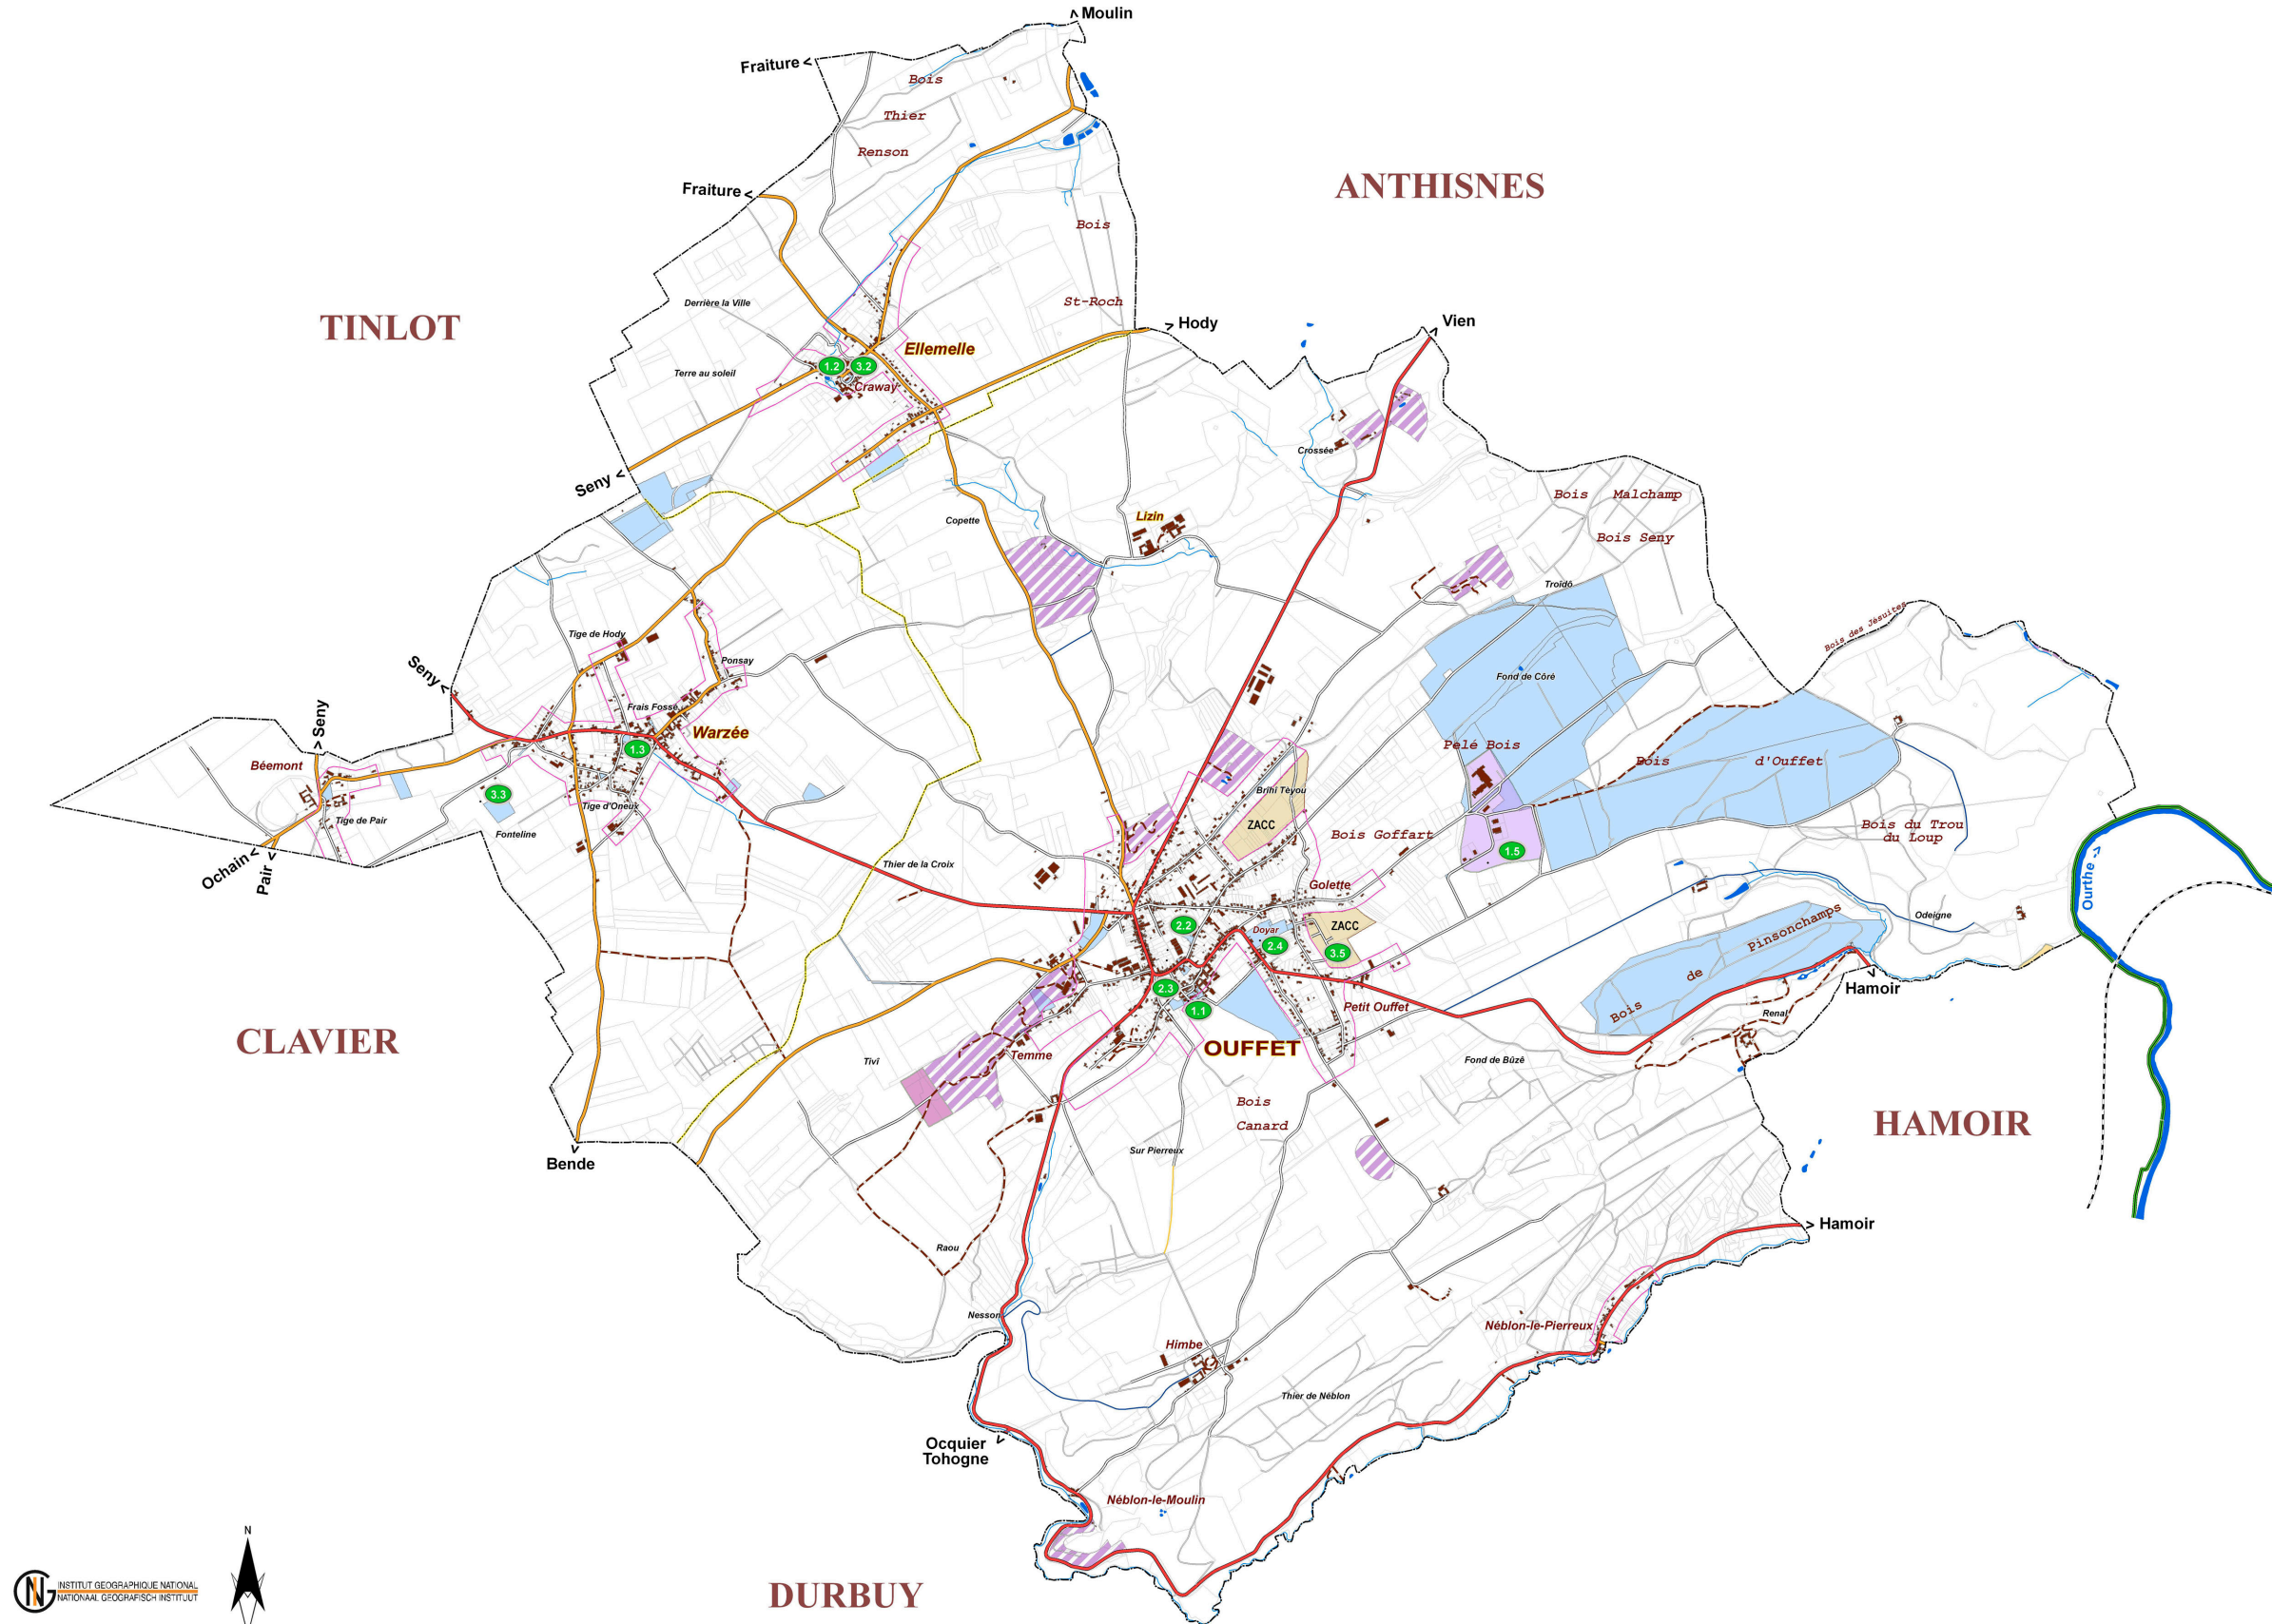 Moulin
Fraiture
Bois
Thier
Renson
ANTHISNES
Fraiture
Bois
TINLOT
Derrière la Ville
St-Roch
Hody
Vien
Ellemelle
1.2
3.2
Terre au soleil
Craway
Crossée
Seny
Bois Malchamp
Copette
Lizin
Bois Seny
Troidô
Bois des Jésuites
Tige de Hody
Ponsay
Seny
Fond de Côrè
Frais Fosse
Seny
Warzée
1.3
Pelé Bois
Béemont
Bois d'Ouffet
3.3
Brihî Tèyou
Tige d'Oneux
Tige de Pair
Fonteline
ZACC
Bois Goffart
Bois du Trou
du Loup
1.5
Ochain
Pair
Thier de la Croix
Ourthe ->
Golette
2.2
Doyar
ZACC
Odeigne
2.4
3.5
Bois de Pinsonchamps
2.3
Hamoir
1.1
Petit Ouffet
Renal
CLAVIER
OUFFET
Temme
Tivî
Fond de Bûzê
Bois
Canard
HAMOIR
Sur Pierreux
Bende
Hamoir
Raou
Nesson
Néblon-le-Pierreux
Himbe
Thier de Néblon
Ocquier
Tohogne
Néblon-le-Moulin
N
INSTITUT GEOGRAPHIQUE NATIONAL
NATIONAAL GEOGRAFISCH INSTITUUT
DURBUY